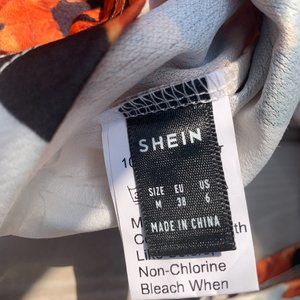 SHEIN
SIZE EU US
M 38 6
MADE IN CHINA
Non-Chlorine
Bleach When